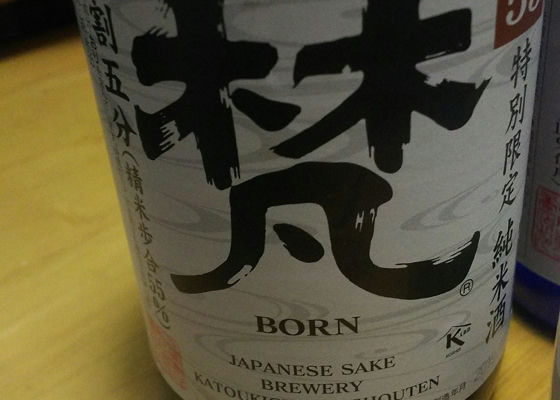 梵
割五分(精米歩合55%)
特別限定 純米酒
BORN
JAPANESE SAKE
BREWERY